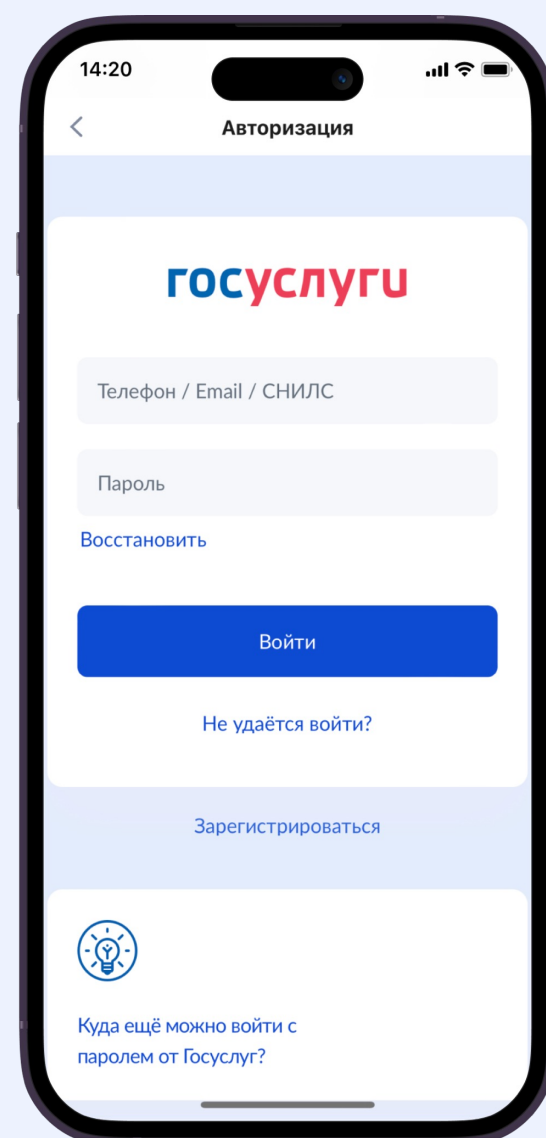 14:20
Авторизация
госуслуги
Телефон / Email / СНИЛС
Пароль
Восстановить
Войти
Не удаётся войти?
Зарегистрироваться
Куда ещё можно войти с
паролем от Госуслуг?